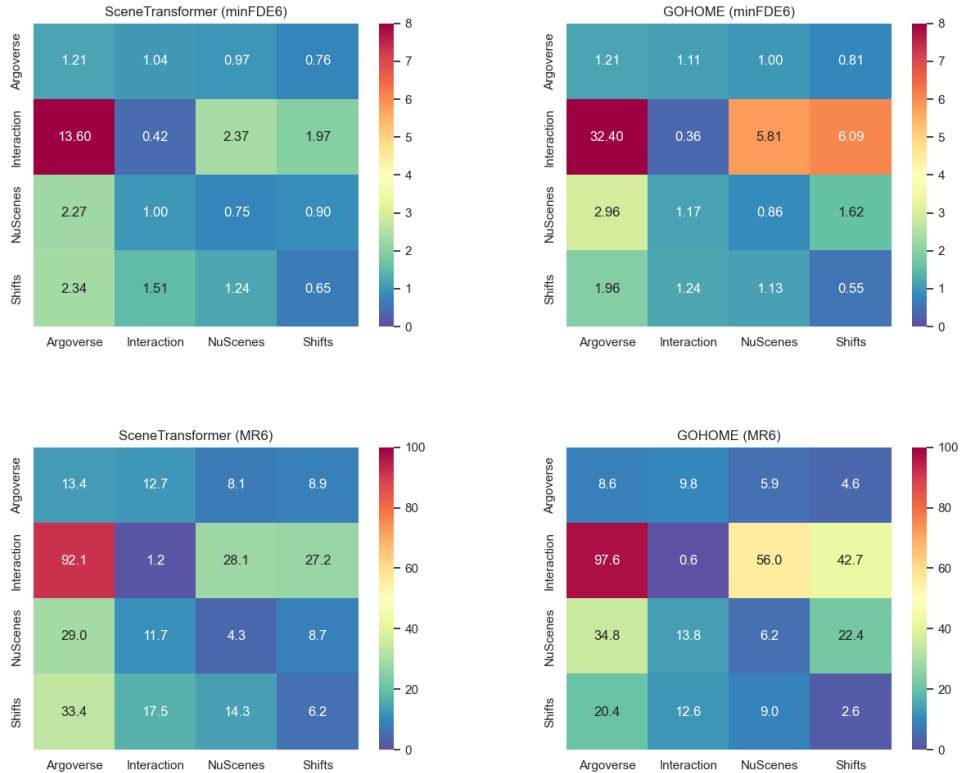 SceneTransformer (minFDE6)
Argoverse 1.21 1.04 0.97 0.76
Interaction 13.60 0.42 2.37 1.97
NuScenes 2.27 1.00 0.75 0.90
Shifts 2.34 1.51 1.24 0.65
Argoverse Interaction NuScenes Shifts
8
7
6
5
4
3
2
1
0
GOHOME (minFDE6)
Argoverse 1.21 1.11 1.00 0.81
Interaction 32.40 0.36 5.81 6.09
NuScenes 2.96 1.17 0.86 1.62
Shifts 1.96 1.24 1.13 0.55
Argoverse Interaction NuScenes Shifts
8
7
6
5
4
3
2
1
0
SceneTransformer (MR6)
Argoverse 13.4 12.7 8.1 8.9
Interaction 92.1 1.2 28.1 27.2
NuScenes 29.0 11.7 4.3 8.7
Shifts 33.4 17.5 14.3 6.2
Argoverse Interaction NuScenes Shifts
100
80
60
40
20
0
GOHOME (MR6)
Argoverse 8.6 9.8 5.9 4.6
Interaction 97.6 0.6 56.0 42.7
NuScenes 34.8 13.8 6.2 22.4
Shifts 20.4 12.6 9.0 2.6
Argoverse Interaction NuScenes Shifts
100
80
60
40
20
0